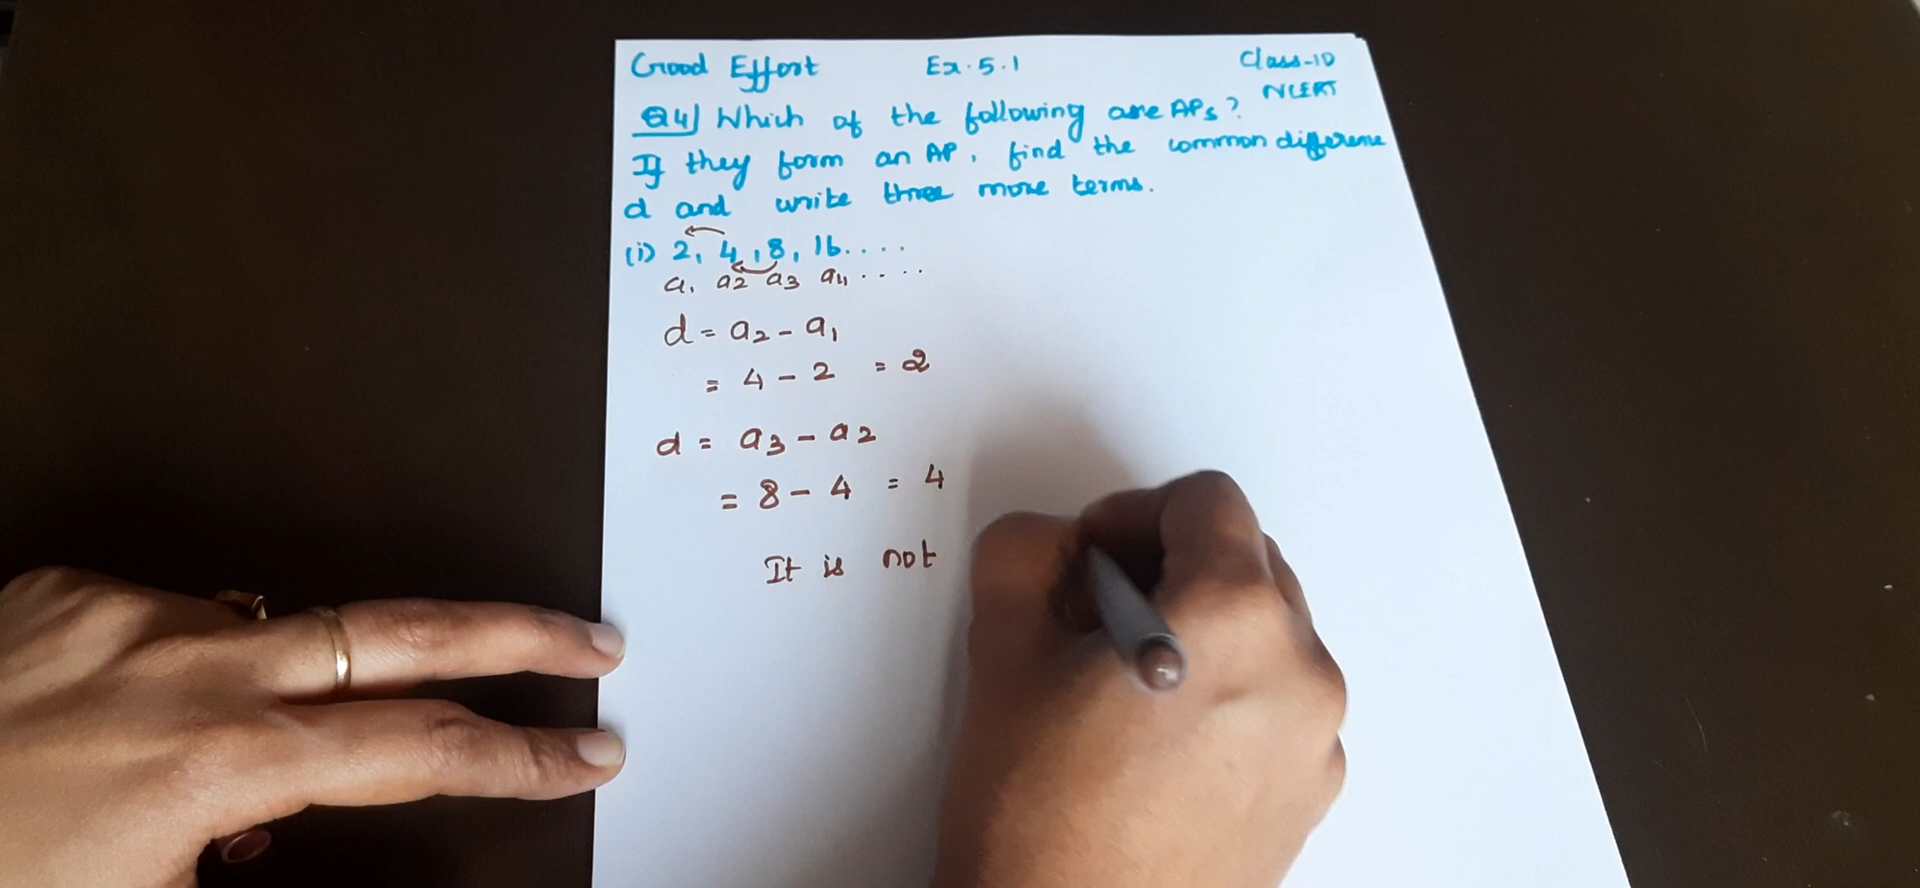 Good Effort Ex. 5.1 Class-10
NCERT
Q4) Which of the following are APs?
If they form an AP, find the common difference
d and write three more terms.
(i) 2, 4, 8, 16....
a1 a2 a3 a4 ....
d = a2 - a1
= 4 - 2 = 2
d = a3 - a2
= 8 - 4 = 4
It is not